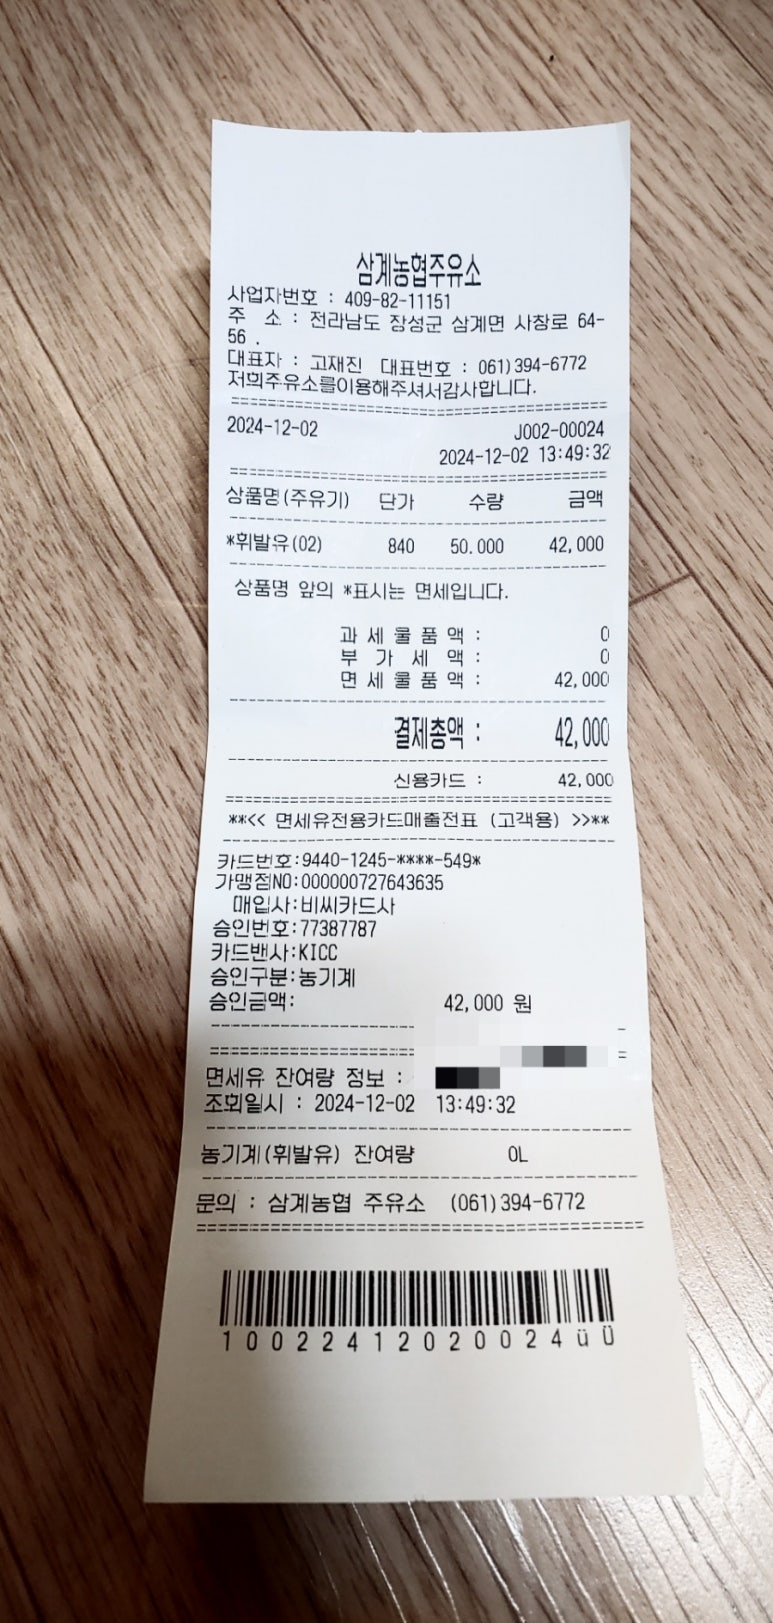 삼계농협주유소
사업자번호 : 409-82-11151
주 소 : 전라남도 장성군 삼계면 사창로 64-
56 .
대표자 : 고재진 대표번호 : 061)394-6772
저희주유소를이용해주셔서감사합니다.
2024-12-02 J002-00024
2024-12-02 13:49:32
상품명(주유기) 단가 수량 금액
*휘발유(02) 840 50.000 42,000
상품명 앞의 *표시는 면세입니다.
과 세 물 품 액 : 0
부 가 세 액 : 0
면 세 물 품 액 : 42,000
결제총액 : 42,000
신용카드 : 42,000
**<< 면세유전용카드매출전표 (고객용) >>**
카드번호:9440-1245-****-549*
가맹점NO:000000727643635
매입사:비씨카드사
승인번호:77387787
카드밴사:KICC
승인구분:농기계
승인금액: 42,000 원
면세유 잔여량 정보 :
조회일시 : 2024-12-02 13:49:32
농기계(휘발유) 잔여량 0L
문의 : 삼계농협 주유소 (061)394-6772
10022412020024üÜ